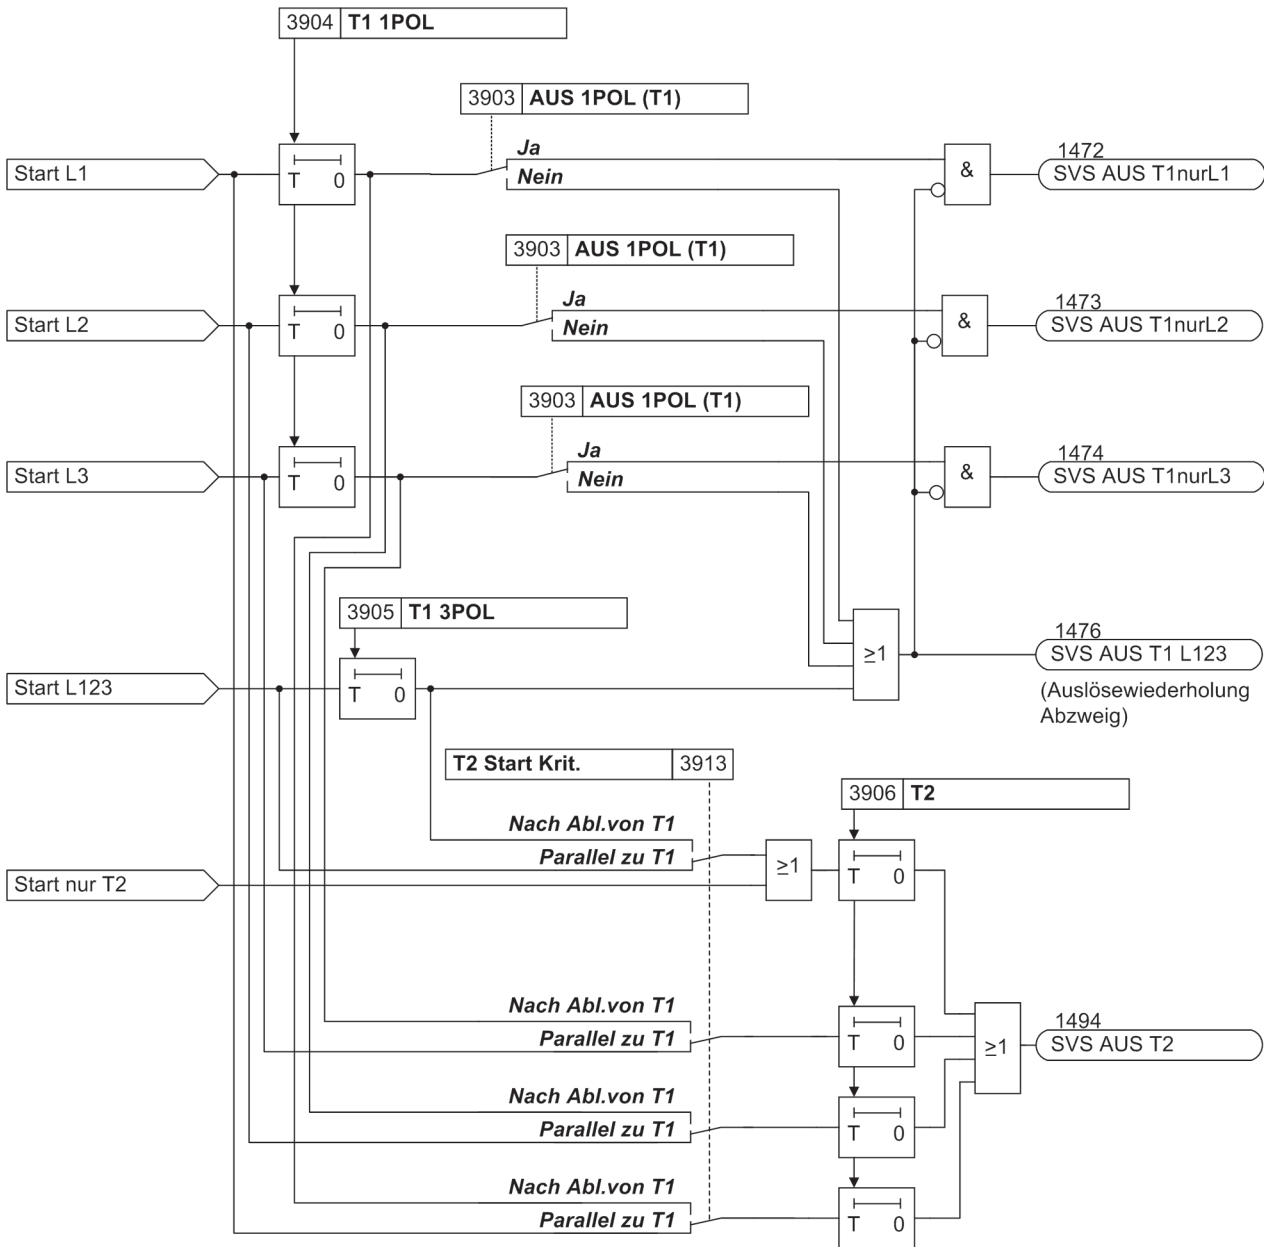 3904 T1 1POL
3903 AUS 1POL (T1)
Ja
Nein
Start L1
T 0
&
1472
SVS AUS T1nurL1
3903 AUS 1POL (T1)
Ja
Nein
Start L2
T 0
&
1473
SVS AUS T1nurL2
3903 AUS 1POL (T1)
Ja
Nein
Start L3
T 0
&
1474
SVS AUS T1nurL3
3905 T1 3POL
Start L123
T 0
≥1
1476
SVS AUS T1 L123
(Auslösewiederholung
Abzweig)
T2 Start Krit. 3913
3906 T2
Nach Abl.von T1
Parallel zu T1
Start nur T2
≥1
T 0
Nach Abl.von T1
Parallel zu T1
T 0
≥1
1494
SVS AUS T2
Nach Abl.von T1
Parallel zu T1
T 0
Nach Abl.von T1
Parallel zu T1
T 0